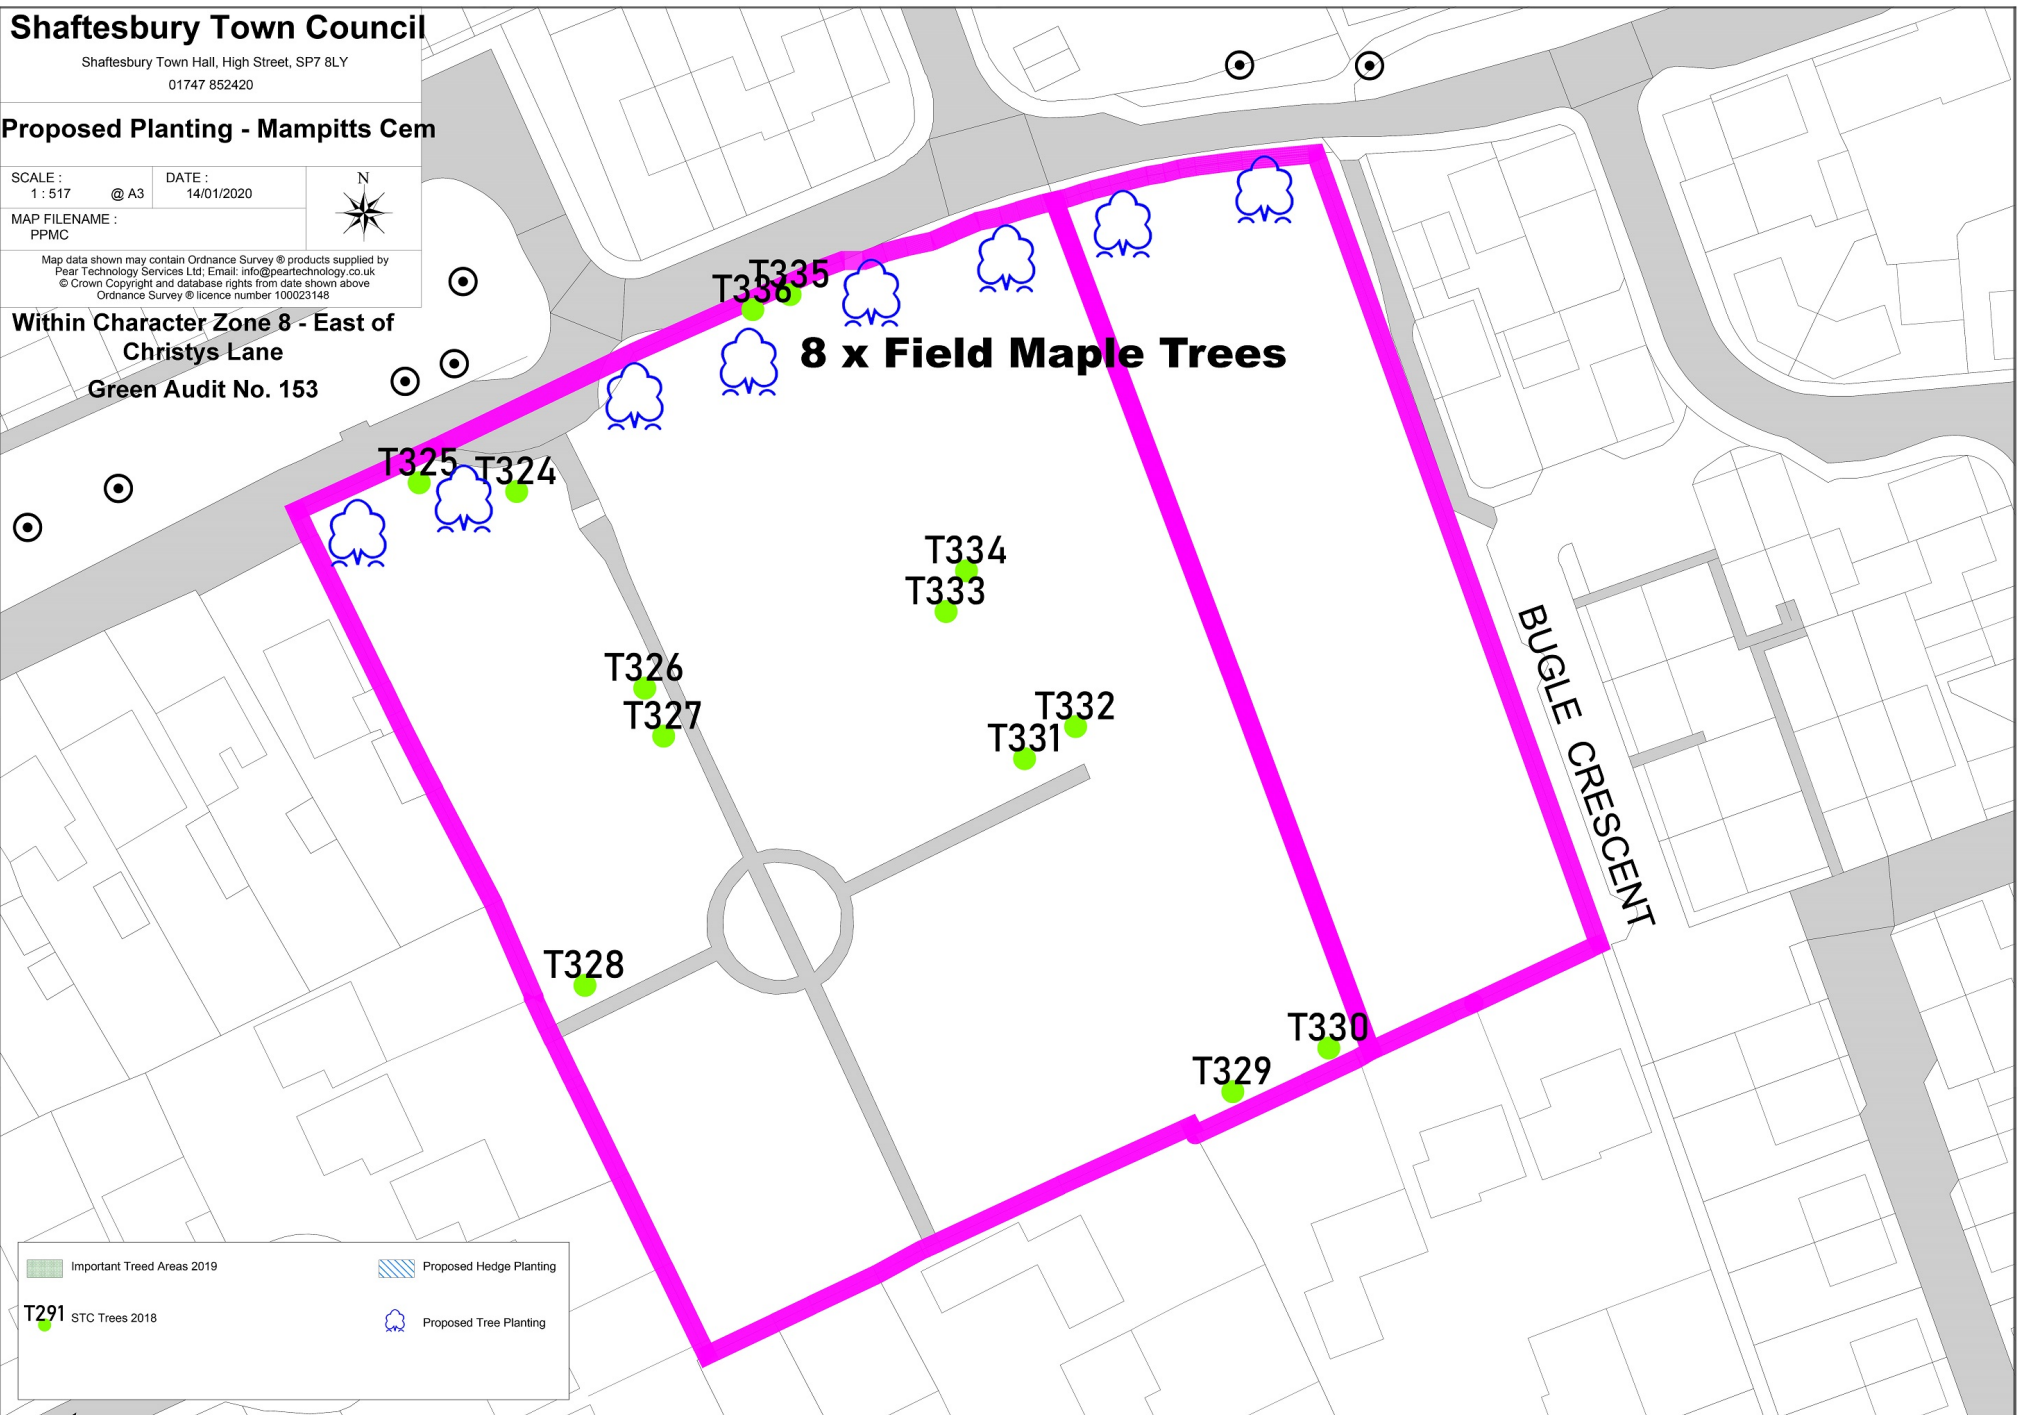 Shaftesbury Town Council
Shaftesbury Town Hall, High Street, SP7 8LY
01747 852420
Proposed Planting - Mampitts Cem
SCALE :
1 : 517 @ A3
DATE :
14/01/2020
N
MAP FILENAME :
PPMC
Map data shown may contain Ordnance Survey ® products supplied by
Pear Technology Services Ltd; Email: info@peartechnology.co.uk
© Crown Copyright and database rights from date shown above
Ordnance Survey ® licence number 100023148
Within Character Zone 8 - East of
Christys Lane
Green Audit No. 153
T335
T336
8 x Field Maple Trees
T325
T324
T334
T333
T326
T327
T332
T331
BUGLE CRESCENT
T328
T330
T329
Important Treed Areas 2019
Proposed Hedge Planting
T291 STC Trees 2018
Proposed Tree Planting